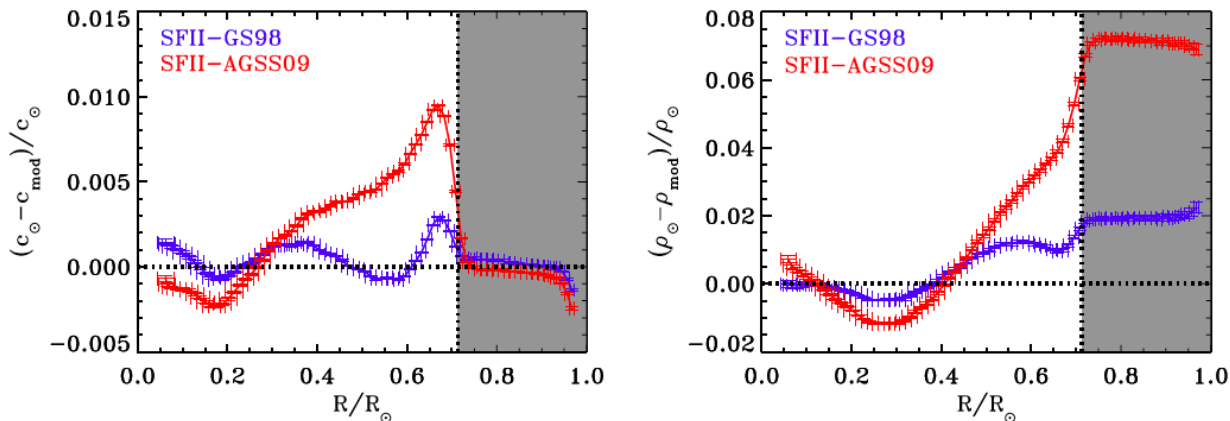 0.015
0.010
0.005
0.000
−0.005
(c⊙−c mod)/c⊙
SFII−GS98
SFII−AGSS09
0.0 0.2 0.4 0.6 0.8 1.0
R/R⊙
0.08
0.06
0.04
0.02
0.00
−0.02
(ρ⊙−ρmod)/ρ⊙
SFII−GS98
SFII−AGSS09
0.0 0.2 0.4 0.6 0.8 1.0
R/R⊙